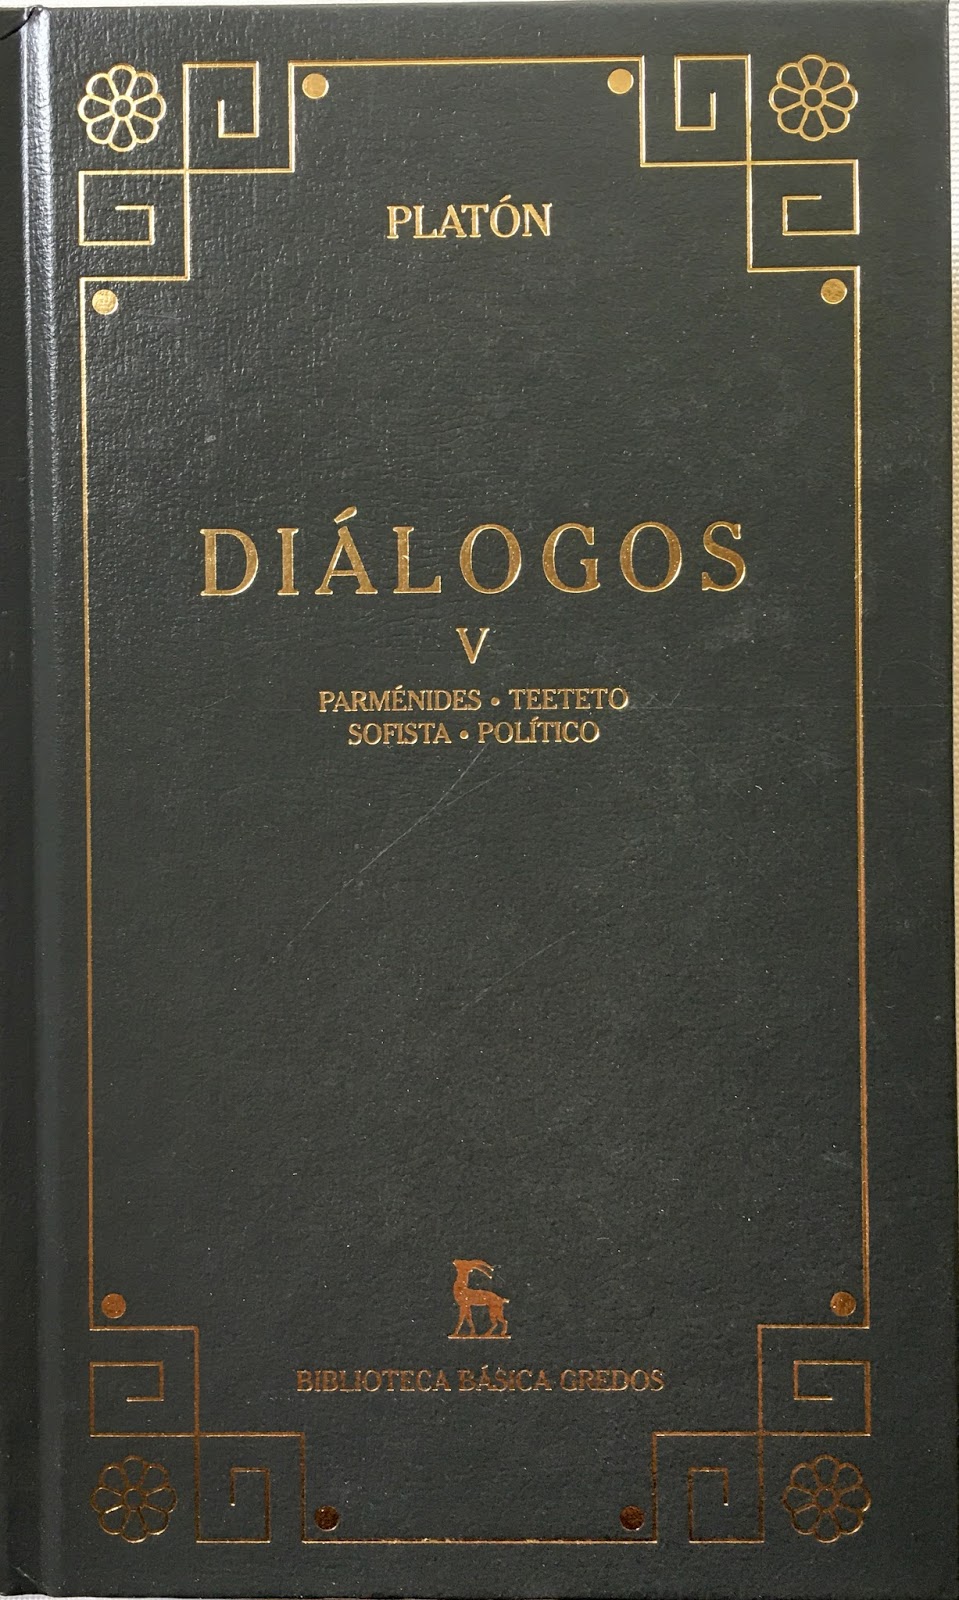 PLATÓN
DIÁLOGOS
V
PARMÉNIDES • TEETETO
SOFISTA • POLÍTICO
BIBLIOTECA BÁSICA GREDOS